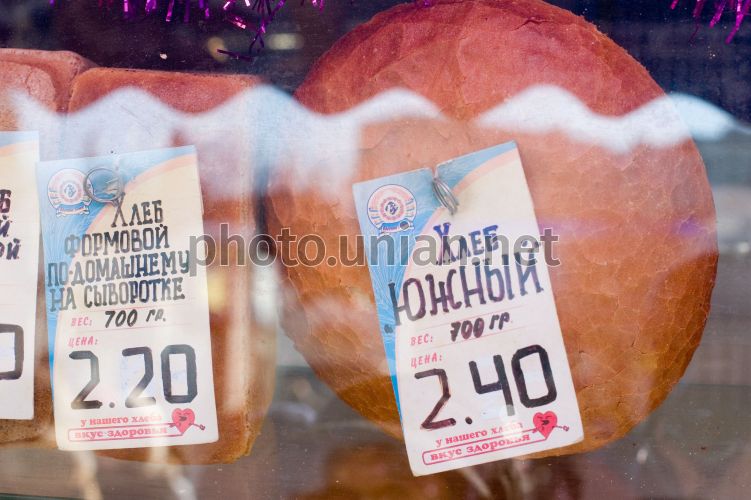 Хлеб
формовой
по-домашнему
на сыворотке
ВЕС: 700 гр.
ЦЕНА:
2.20
у нашего хлеба
вкус здоровья
Хлеб
Южный
ВЕС: 700 гр.
ЦЕНА:
2.40
у нашего хлеба
вкус здоровья
photo.unian.net